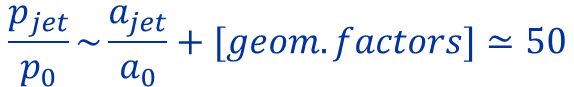 p_jet/p_0 ~ a_jet/a_0 + [geom. factors] ≃ 50